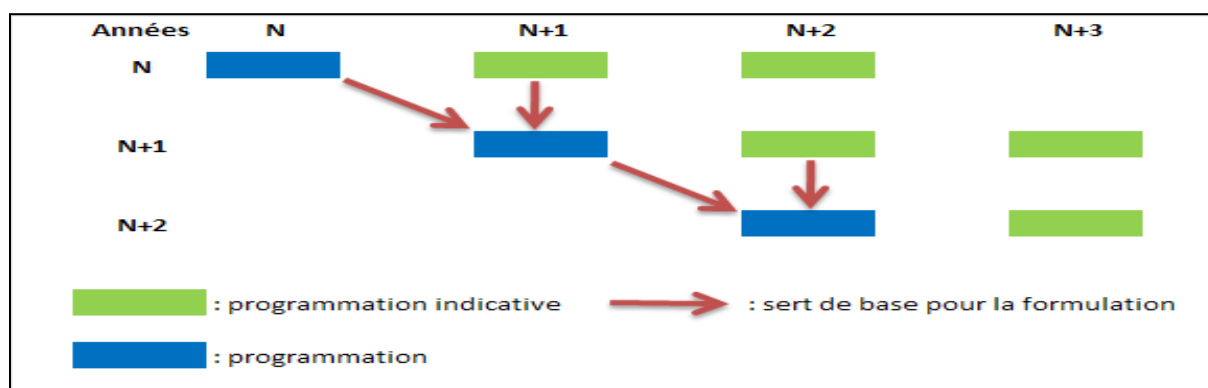 Années N N+1 N+2 N+3
N
N+1
N+2
: programmation indicative : sert de base pour la formulation
: programmation